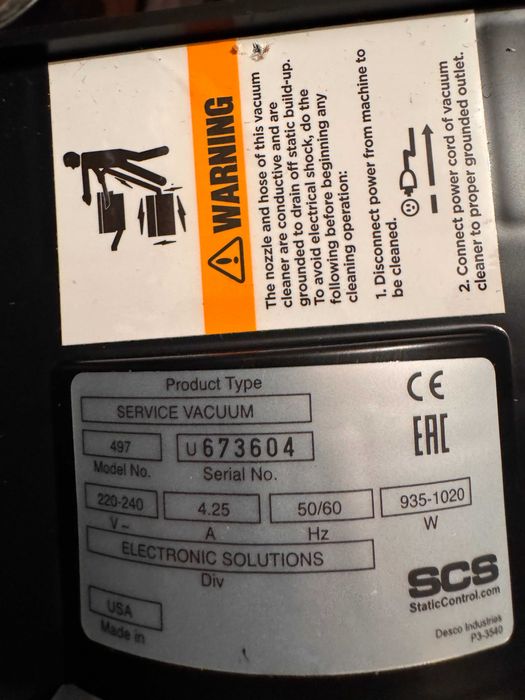 WARNING
The nozzle and hose of this vacuum
cleaner are conductive and are
grounded to drain off static build-up.
To avoid electrical shock, do the
following before beginning any
cleaning operation:
1. Disconnect power from machine to
be cleaned.
2. Connect power cord of vacuum
cleaner to proper grounded outlet.
Product Type
SERVICE VACUUM
CE
497
U673604
EAC
Model No.
Serial No.
220-240
4.25
50/60
935-1020
V~
A
Hz
W
ELECTRONIC SOLUTIONS
Div
SCS
StaticControl.com
USA
Made in
Desco Industries
P3-3540